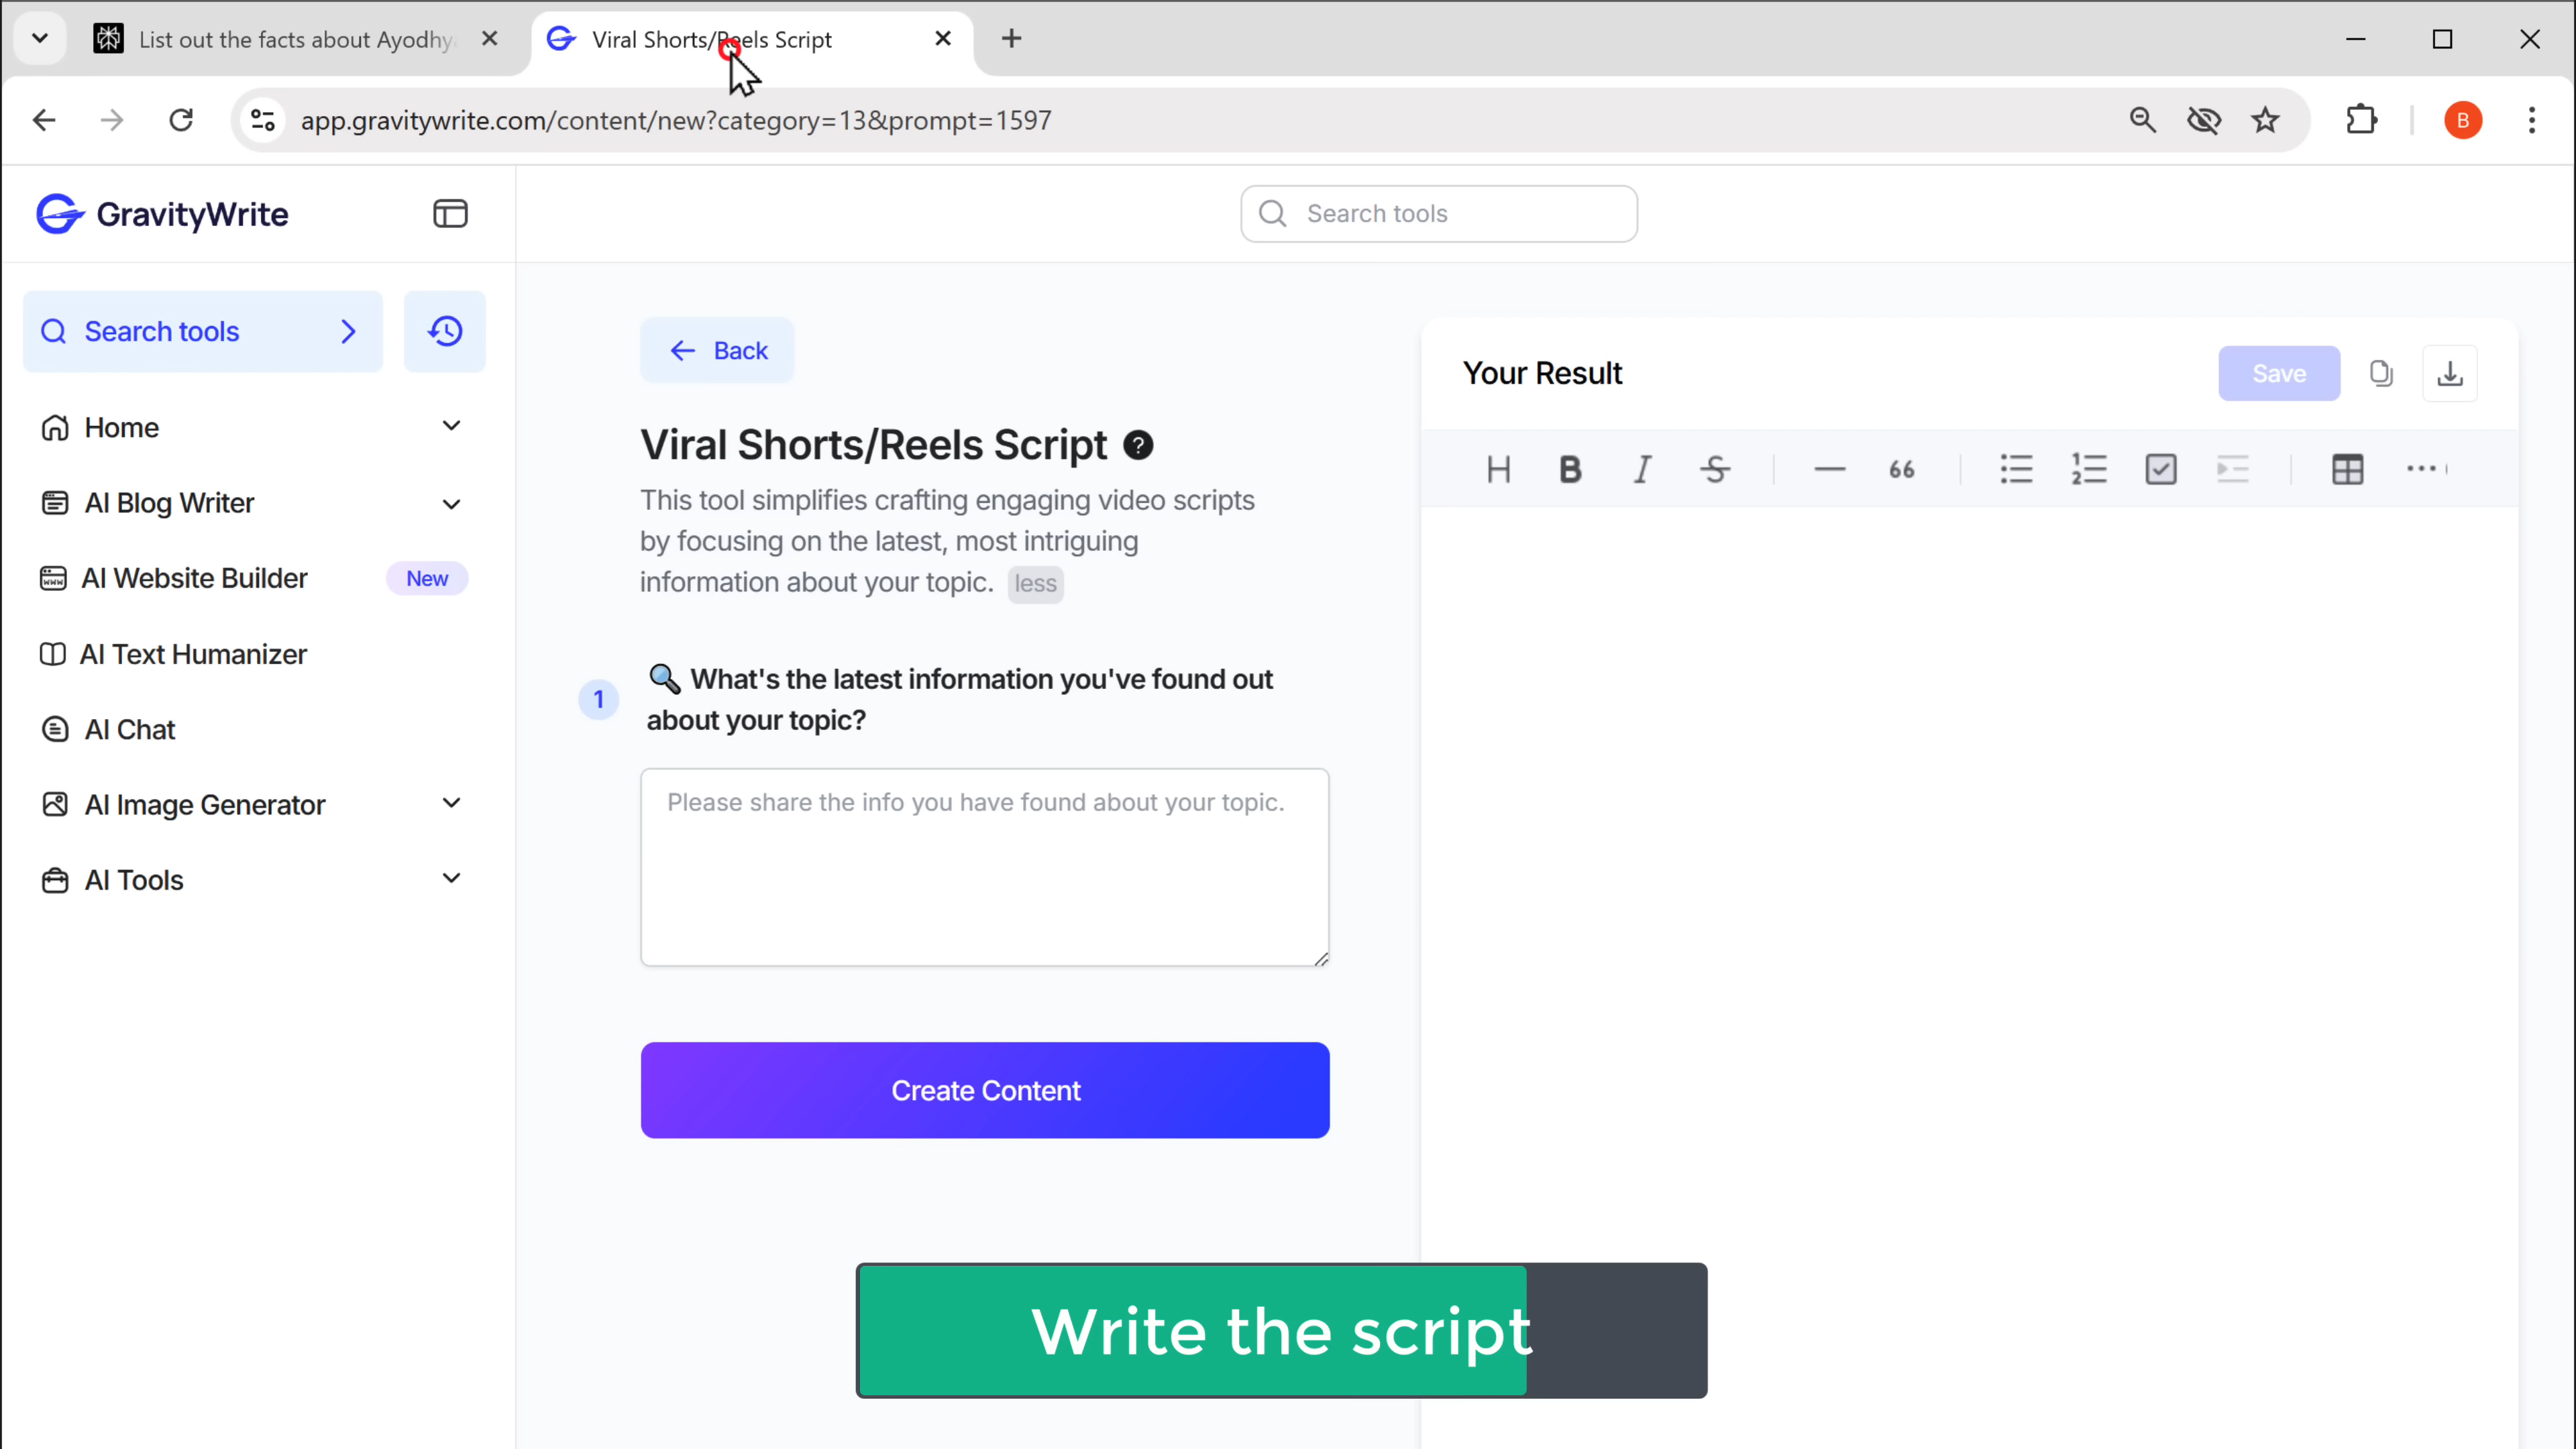 List out the facts about Ayodhy
Viral Shorts/Reels Script
app.gravitywrite.com/content/new?category=13&prompt=1597
B
GravityWrite
Search tools
Search tools
Home
AI Blog Writer
AI Website Builder
New
AI Text Humanizer
AI Chat
AI Image Generator
AI Tools
Back
Viral Shorts/Reels Script
This tool simplifies crafting engaging video scripts
by focusing on the latest, most intriguing
information about your topic. less
1
What's the latest information you've found out
about your topic?
Please share the info you have found about your topic.
Create Content
Your Result
Save
Write the script